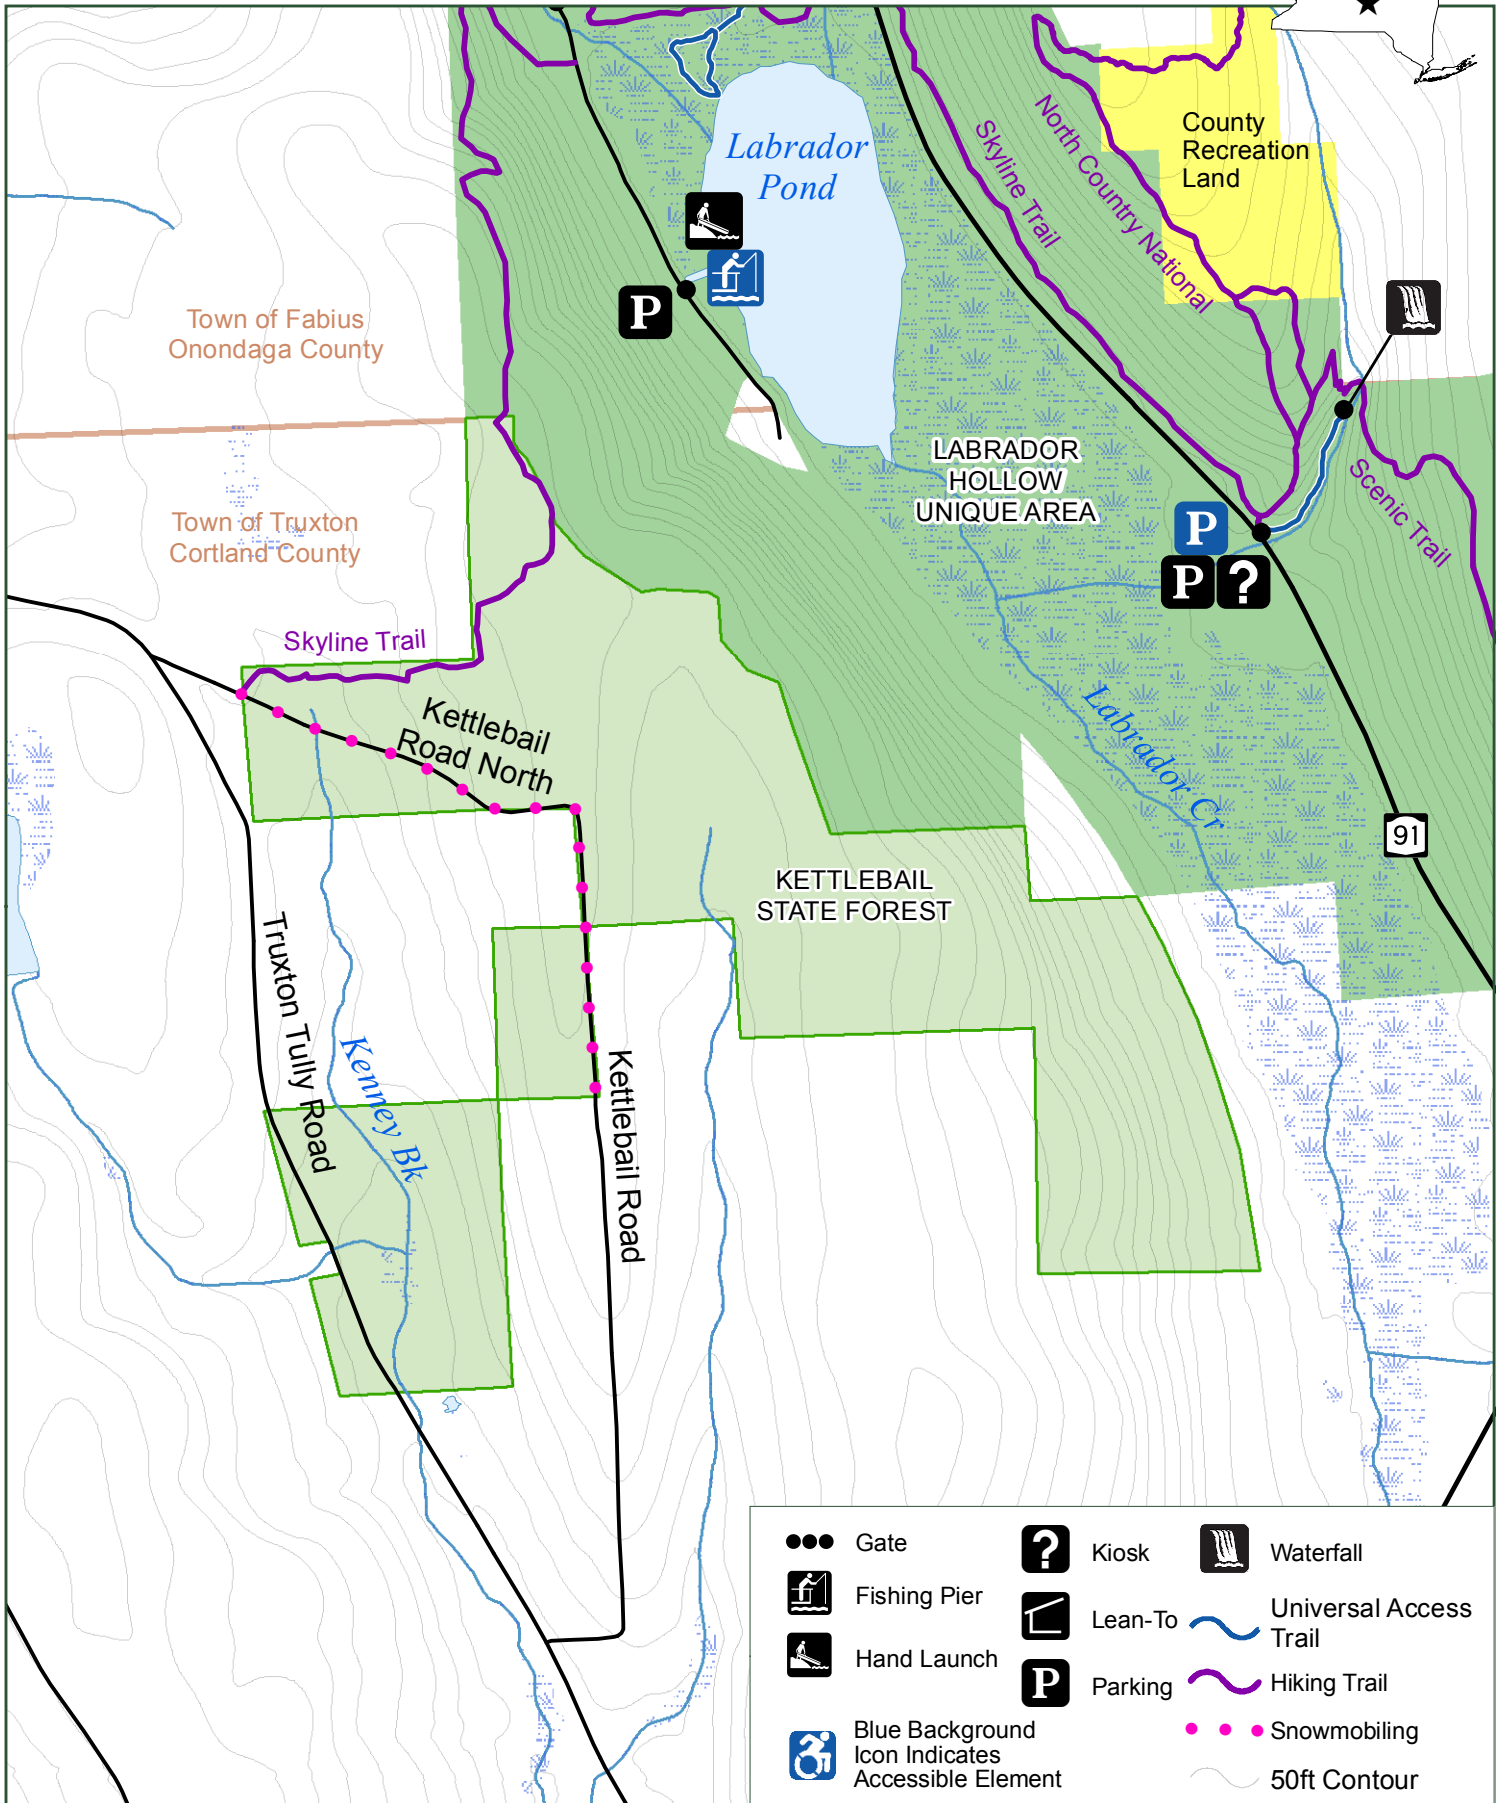 Labrador
Pond
County
Recreation
Land
Skyline Trail
North Country National
P
Town of Fabius
Onondaga County
LABRADOR
HOLLOW
UNIQUE AREA
Scenic Trail
Town of Truxton
Cortland County
P
P ?
Skyline Trail
Kettlebail
Road North
Labrador Cr
91
KETTLEBAIL
STATE FOREST
Truxton Tully Road
Kenney Bk
Kettlebail Road
Gate
Fishing Pier
Hand Launch
Blue Background
Icon Indicates
Accessible Element
? Kiosk
Lean-To
P Parking
Waterfall
Universal Access
Trail
Hiking Trail
Snowmobiling
50ft Contour